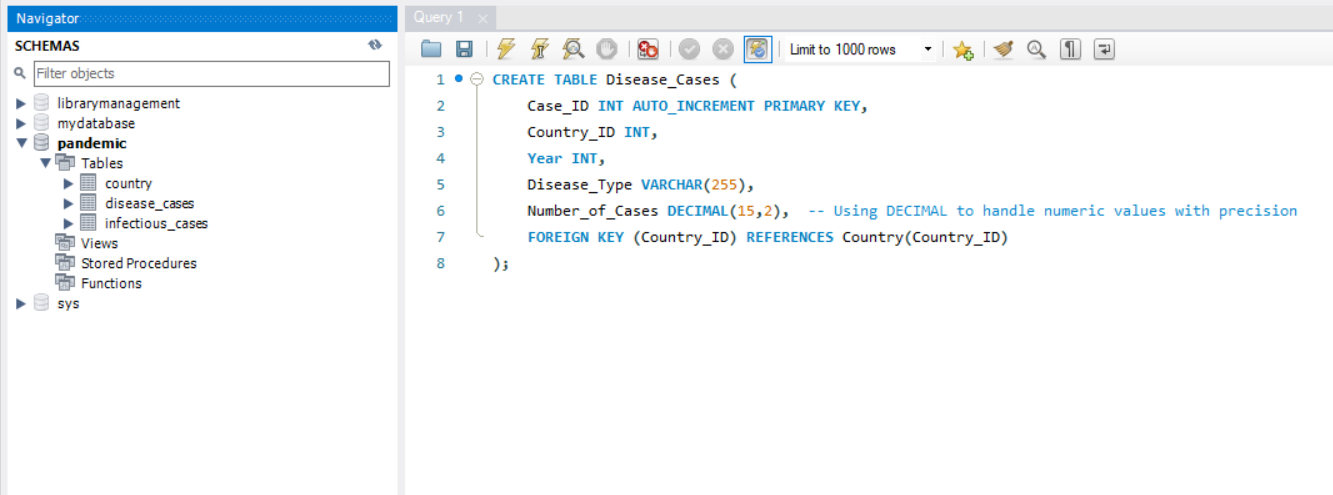 Navigator
SCHEMAS
Filter objects
librarymanagement
mydatabase
pandemic
Tables
country
disease_cases
infectious_cases
Views
Stored Procedures
Functions
sys
Query 1
Limit to 1000 rows
1 CREATE TABLE Disease_Cases (
2 Case_ID INT AUTO_INCREMENT PRIMARY KEY,
3 Country_ID INT,
4 Year INT,
5 Disease_Type VARCHAR(255),
6 Number_of_Cases DECIMAL(15,2),  -- Using DECIMAL to handle numeric values with precision
7 FOREIGN KEY (Country_ID) REFERENCES Country(Country_ID)
8 );